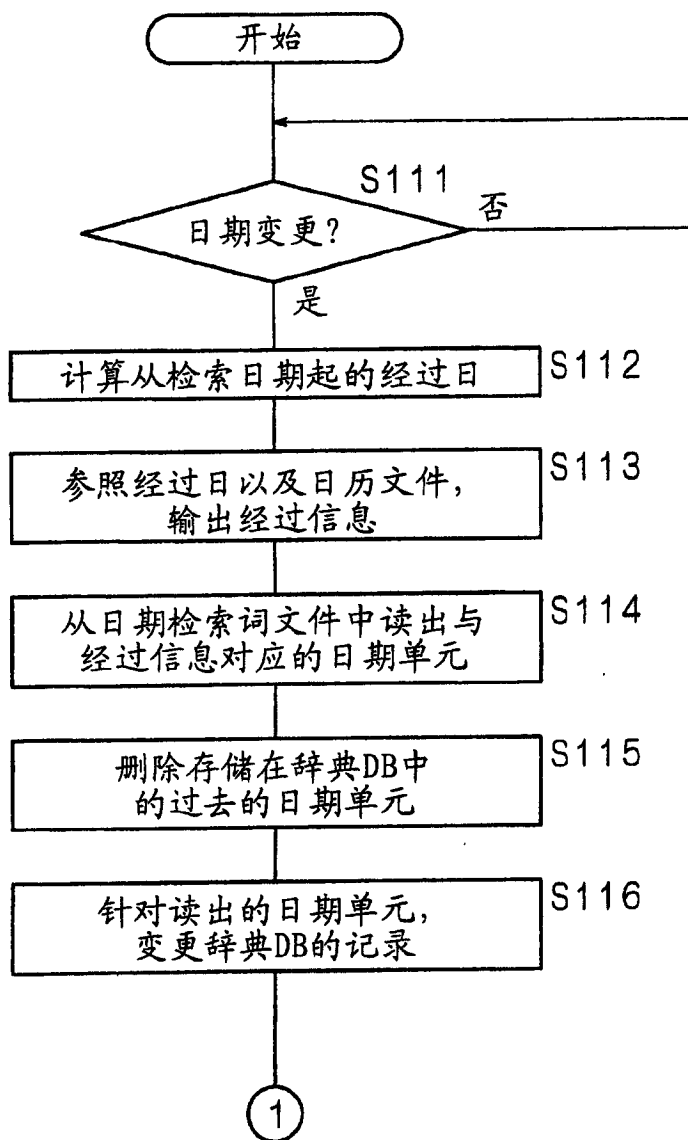 开始
S111
日期变更?
否
是
计算从检索日期起的经过日
S112
参照经过日以及日历文件,
输出经过信息
S113
从日期检索词文件中读出与
经过信息对应的日期单元
S114
删除存储在辞典DB中
的过去的日期单元
S115
针对读出的日期单元,
变更辞典DB的记录
S116
1